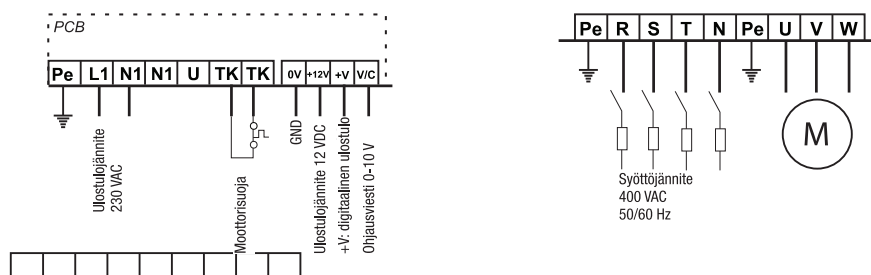 PCB
Pe L1 N1 N1 U TK TK 0V +12V +V V/C
Ulostulojännite
230 VAC
Moottorisuoja
GND
Ulostulojännite 12 VDC
+V: digitaalinen ulostulo
Ohjausviesti 0-10 V
Pe R S T N Pe U V W
M
Syöttöjännite
400 VAC
50/60 Hz